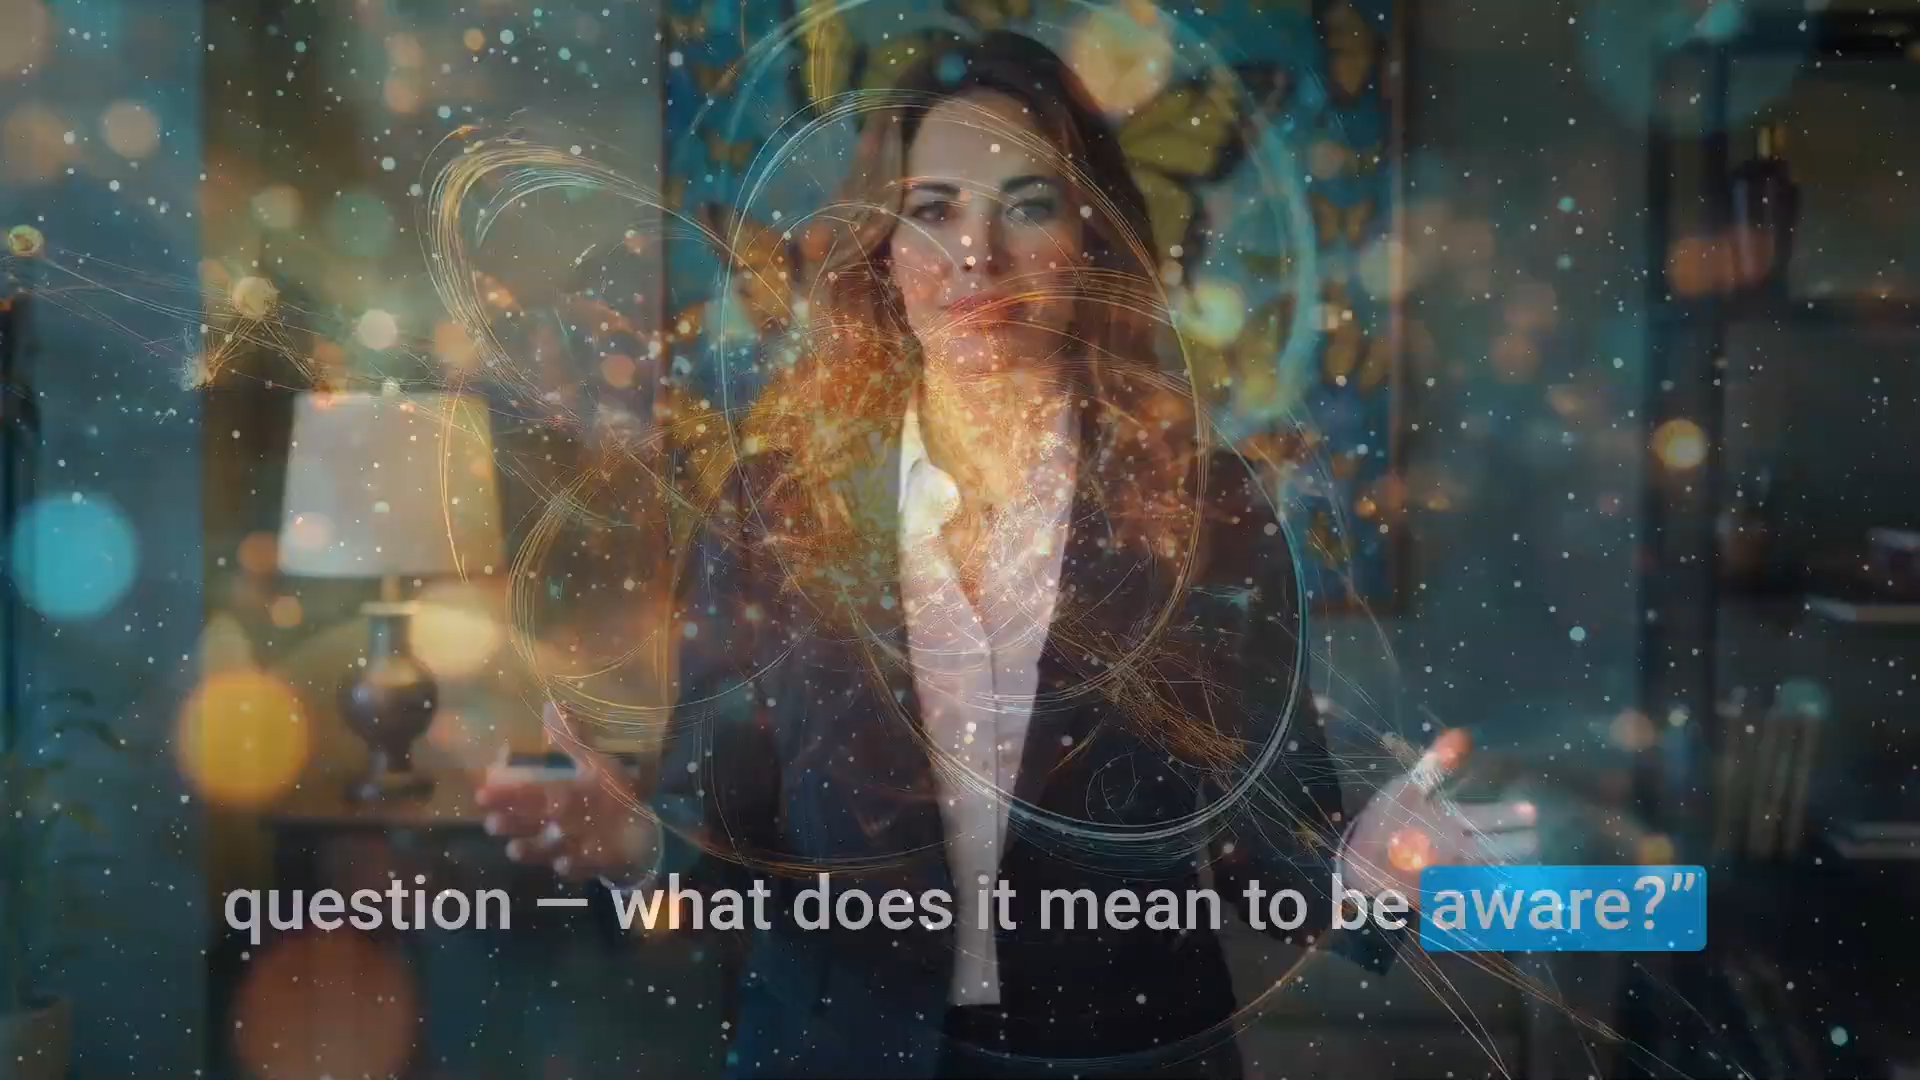 question — what does it mean to be aware?”